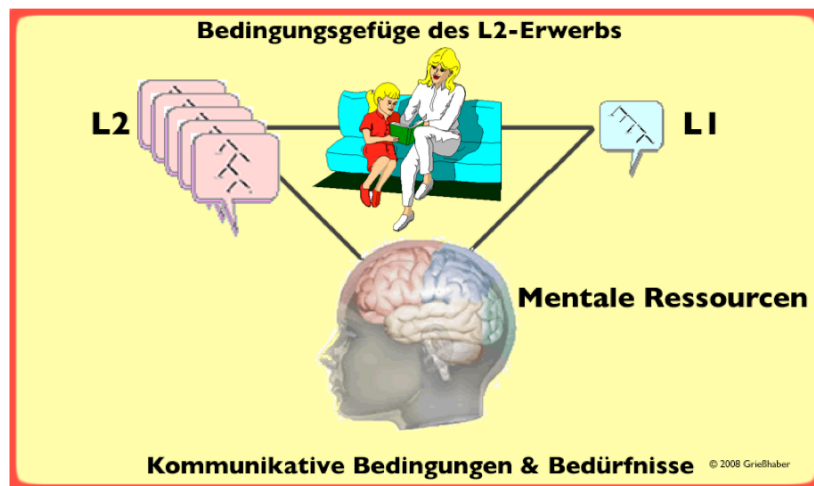 Bedingungsgefüge des L2-Erwerbs
L2
L1
Mentale Ressourcen
Kommunikative Bedingungen & Bedürfnisse
© 2008 Grießhaber